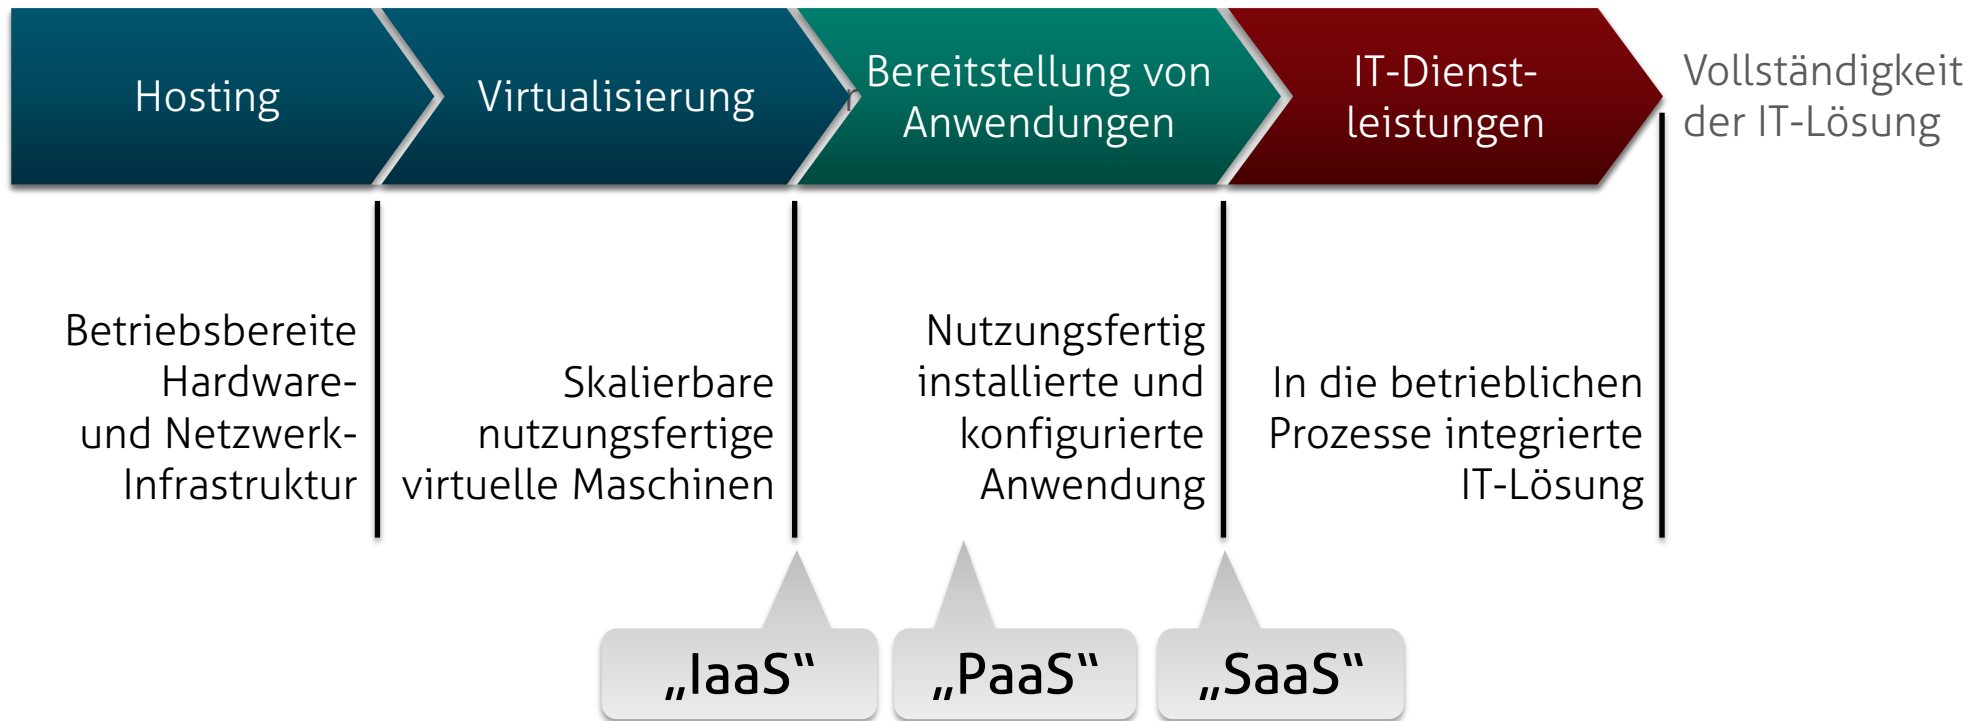 Hosting
Virtualisierung
r
Bereitstellung von
Anwendungen
IT-Dienst-
leistungen
Vollständigkeit
der IT-Lösung
Betriebsbereite
Hardware-
und Netzwerk-
Infrastruktur
Skalierbare
nutzungsfertige
virtuelle Maschinen
Nutzungsfertig
installierte und
konfigurierte
Anwendung
In die betrieblichen
Prozesse integrierte
IT-Lösung
„IaaS“
„PaaS“
„SaaS“